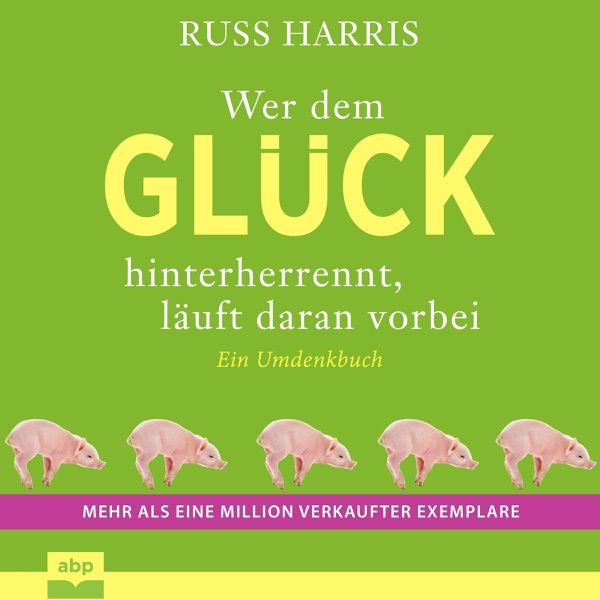 RUSS HARRIS
Wer dem
GLÜCK
hinterherrennt,
läuft daran vorbei
Ein Umdenkbuch
MEHR ALS EINE MILLION VERKAUFTER EXEMPLARE
abp